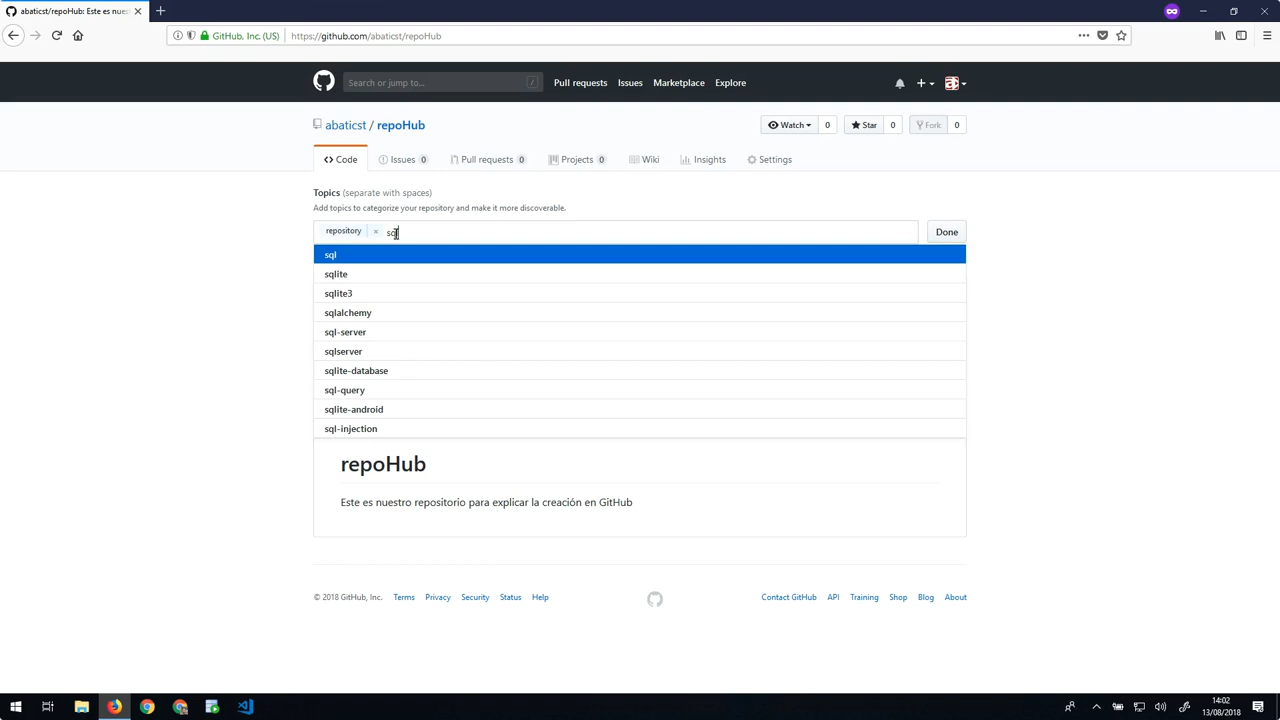 abaticst/repoHub: Este es nues
GitHub, Inc. (US) https://github.com/abaticst/repoHub
Search or jump to... / Pull requests Issues Marketplace Explore
abaticst / repoHub
Watch 0 Star 0 Fork 0
Code Issues 0 Pull requests 0 Projects 0 Wiki Insights Settings
Topics (separate with spaces)
Add topics to categorize your repository and make it more discoverable.
repository × sql Done
sql
sqlite
sqlite3
sqlalchemy
sql-server
sqlserver
sqlite-database
sql-query
sqlite-android
sql-injection
repoHub
Este es nuestro repositorio para explicar la creación en GitHub
© 2018 GitHub, Inc. Terms Privacy Security Status Help Contact GitHub API Training Shop Blog About
14:02
13/08/2018